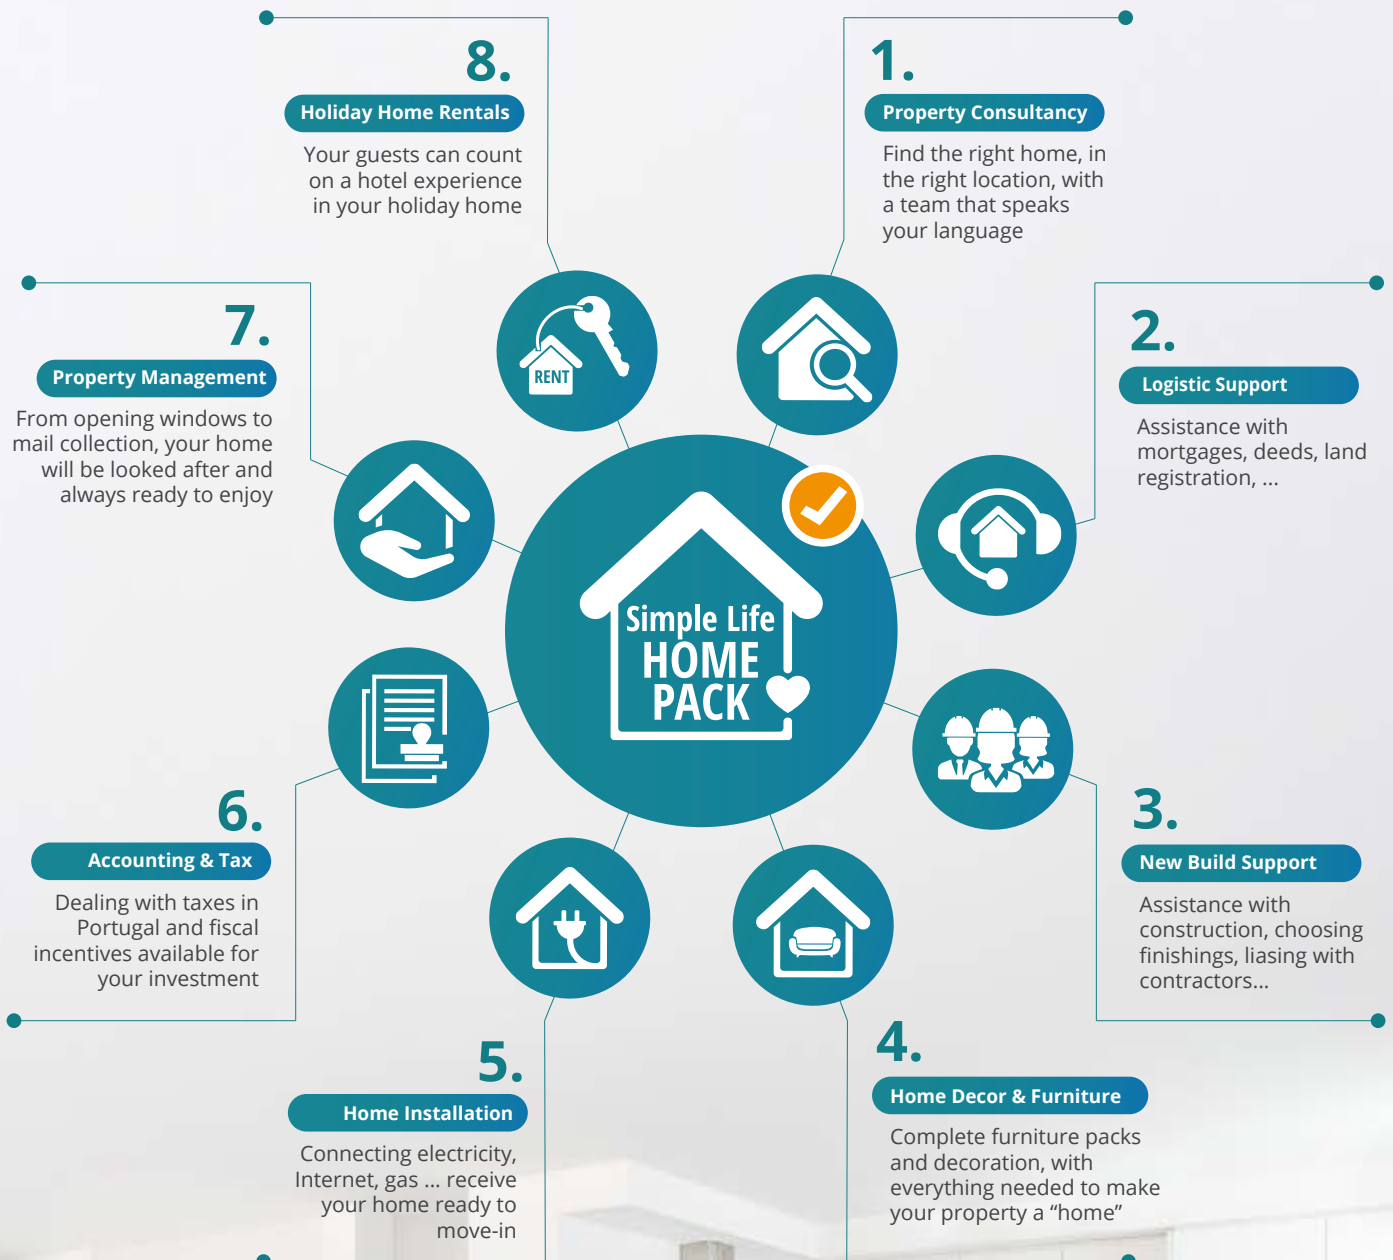 8.
Holiday Home Rentals
Your guests can count
on a hotel experience
in your holiday home
1.
Property Consultancy
Find the right home, in
the right location, with
a team that speaks
your language
7.
Property Management
From opening windows to
mail collection, your home
will be looked after and
always ready to enjoy
RENT
2.
Logistic Support
Assistance with
mortgages, deeds, land
registration, ...
Simple Life
HOME
PACK
6.
Accounting & Tax
Dealing with taxes in
Portugal and fiscal
incentives available for
your investment
3.
New Build Support
Assistance with
construction, choosing
finishings, liasing with
contractors...
5.
Home Installation
Connecting electricity,
Internet, gas ... receive
your home ready to
move-in
4.
Home Decor & Furniture
Complete furniture packs
and decoration, with
everything needed to make
your property a “home”